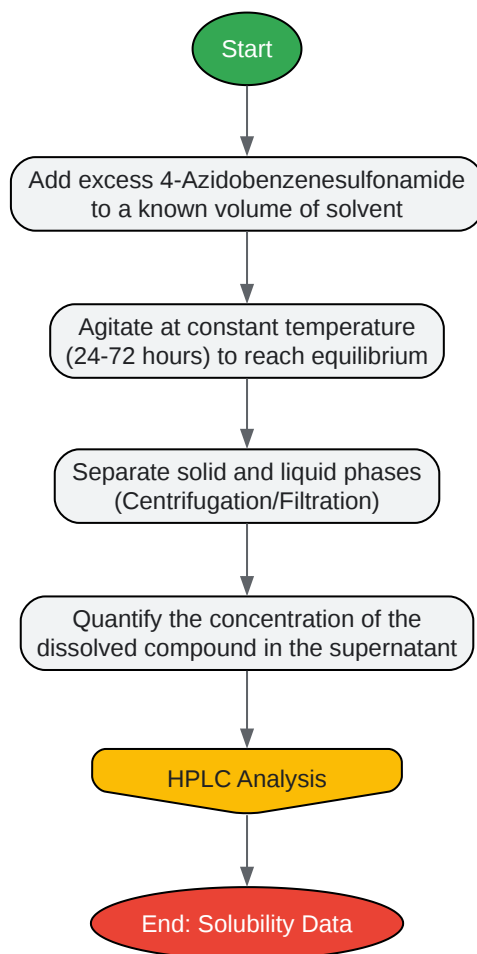 Start
Add excess 4-Azidobenzenesulfonamide
to a known volume of solvent
Agitate at constant temperature
(24-72 hours) to reach equilibrium
Separate solid and liquid phases
(Centrifugation/Filtration)
Quantify the concentration of the
dissolved compound in the supernatant
HPLC Analysis
End: Solubility Data